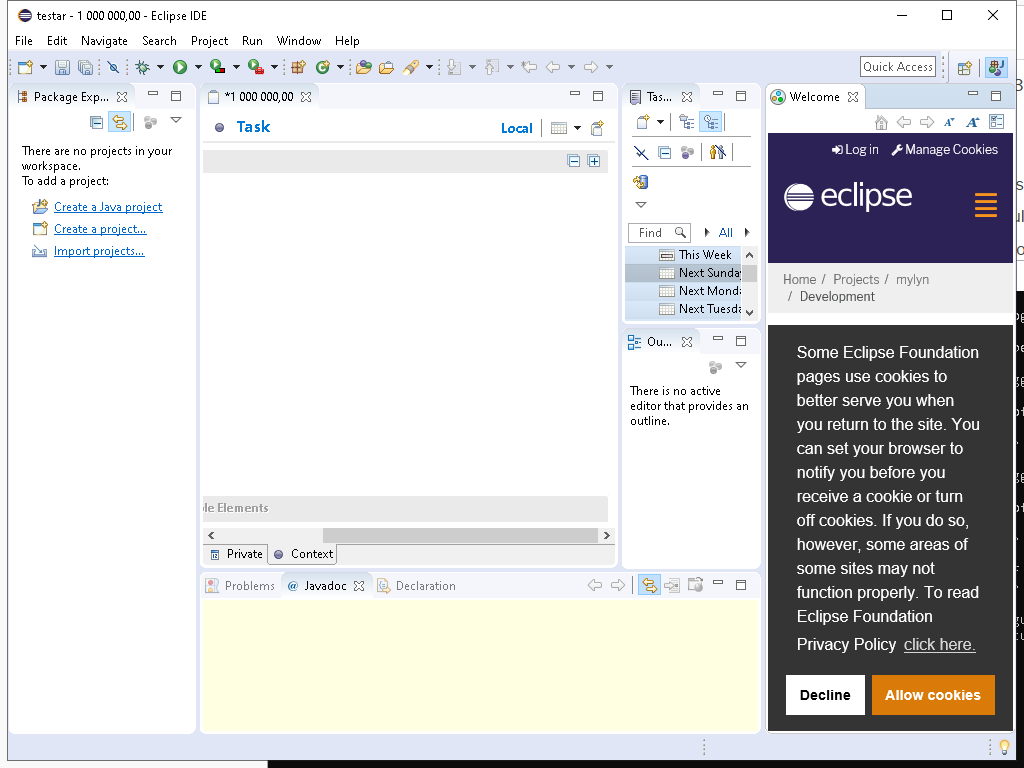 testar - 1 000 000,00 - Eclipse IDE
File Edit Navigate Search Project Run Window Help
Quick Access
Package Exp...
There are no projects in your
workspace.
To add a project:
Create a Java project
Create a project...
Import projects...
*1 000 000,00
Task
Local
le Elements
Private Context
Problems @ Javadoc Declaration
Tas...
Find All
This Week
Next Sunday
Next Monda
Next Tuesda
Ou...
There is no active
editor that provides an
outline.
Welcome
Log in Manage Cookies
eclipse
Home / Projects / mylyn
/ Development
Some Eclipse Foundation
pages use cookies to
better serve you when
you return to the site. You
can set your browser to
notify you before you
receive a cookie or turn
off cookies. If you do so,
however, some areas of
some sites may not
function properly. To read
Eclipse Foundation
Privacy Policy click here.
Decline Allow cookies